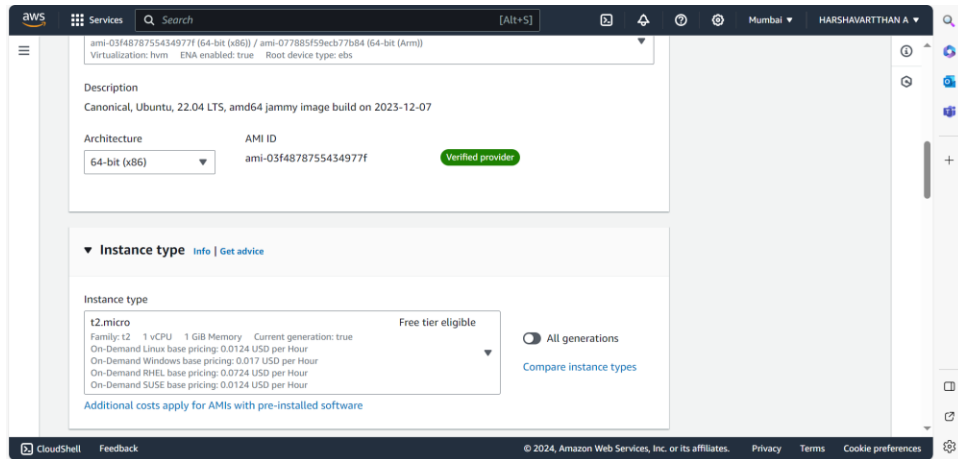 aws Services Search [Alt+S] Mumbai HARSHAVARTTHAN A
ami-03f4878755434977f (64-bit (x86)) / ami-077885f59ecb77b84 (64-bit (Arm))
Virtualization: hvm ENA enabled: true Root device type: ebs
Description
Canonical, Ubuntu, 22.04 LTS, amd64 jammy image build on 2023-12-07
Architecture AMI ID
64-bit (x86) ami-03f4878755434977f Verified provider
Instance type Info | Get advice
Instance type
t2.micro Free tier eligible
Family: t2 1 vCPU 1 GiB Memory Current generation: true
On-Demand Linux base pricing: 0.0124 USD per Hour
On-Demand Windows base pricing: 0.017 USD per Hour
On-Demand RHEL base pricing: 0.0724 USD per Hour
On-Demand SUSE base pricing: 0.0124 USD per Hour
All generations
Compare instance types
Additional costs apply for AMIs with pre-installed software
CloudShell Feedback © 2024, Amazon Web Services, Inc. or its affiliates. Privacy Terms Cookie preferences